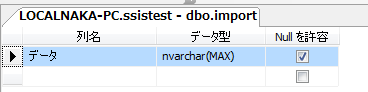 LOCALNAKA-PC.ssistest - dbo.import
列名 データ型 Null を許容
データ nvarchar(MAX)